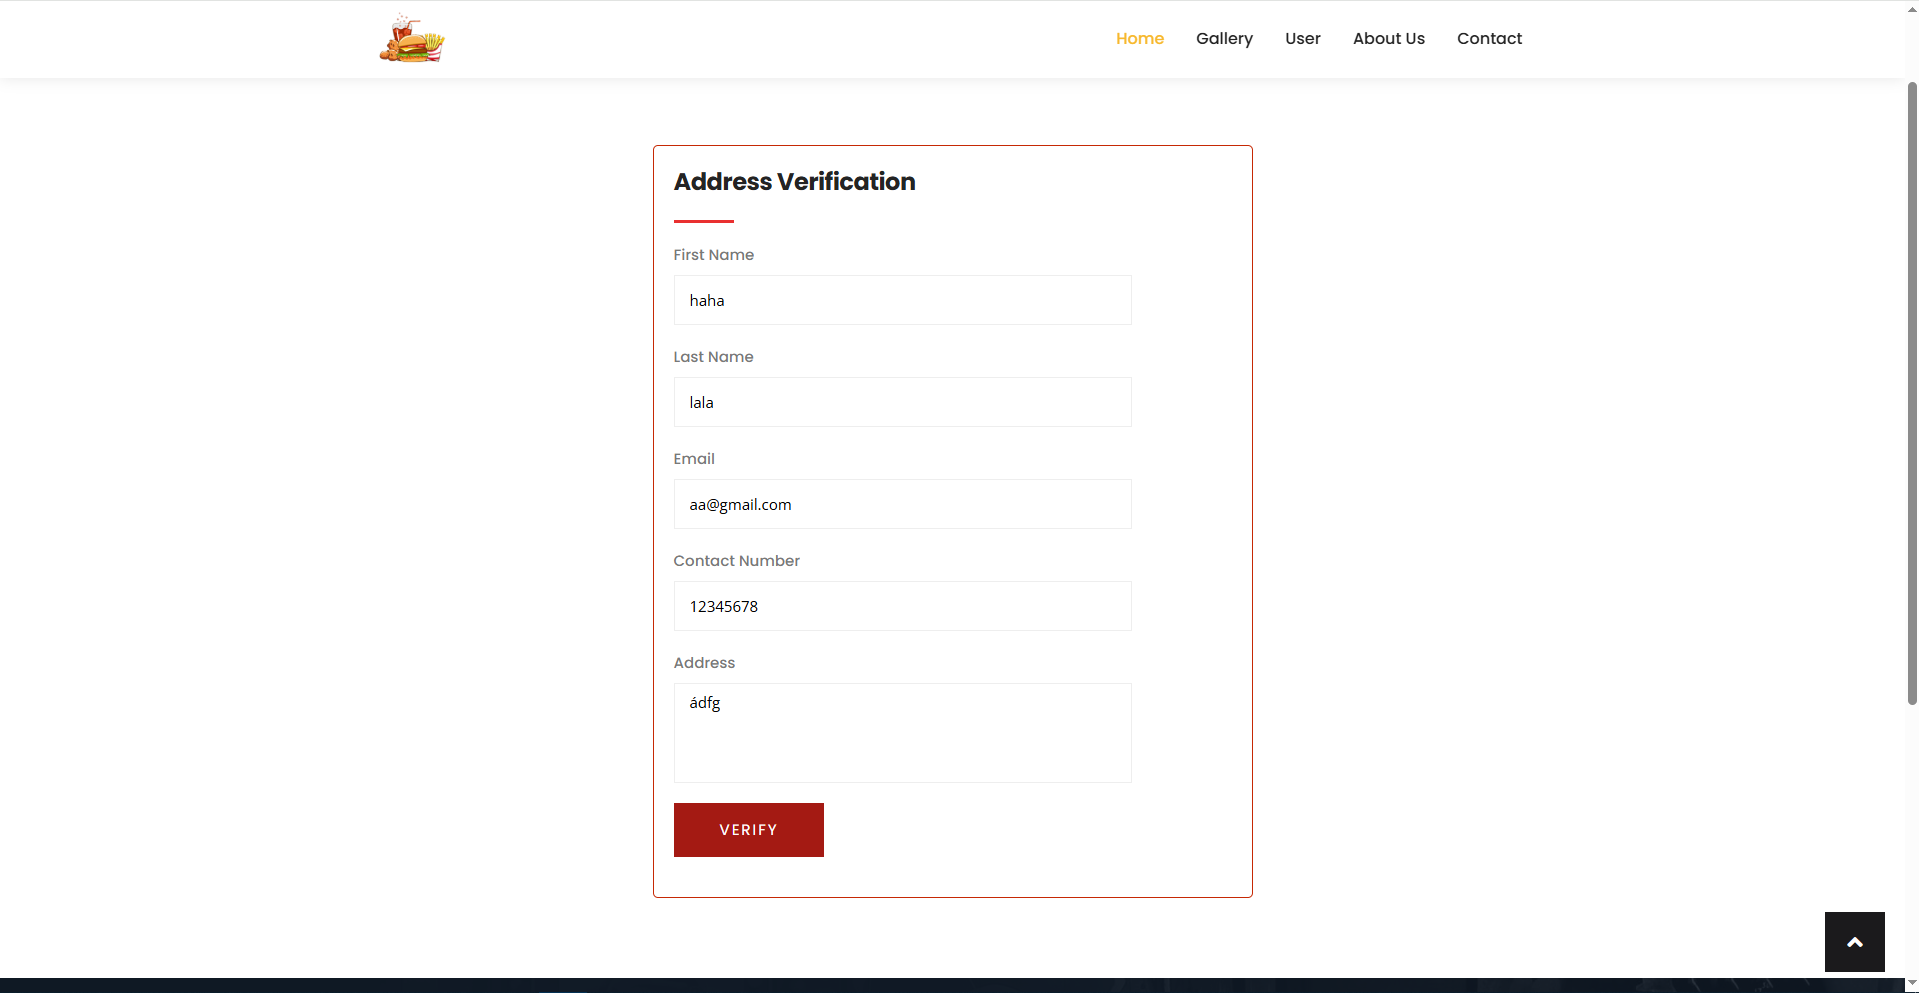 Home Gallery User About Us Contact
Address Verification
First Name
haha
Last Name
lala
Email
aa@gmail.com
Contact Number
12345678
Address
ádfg
VERIFY